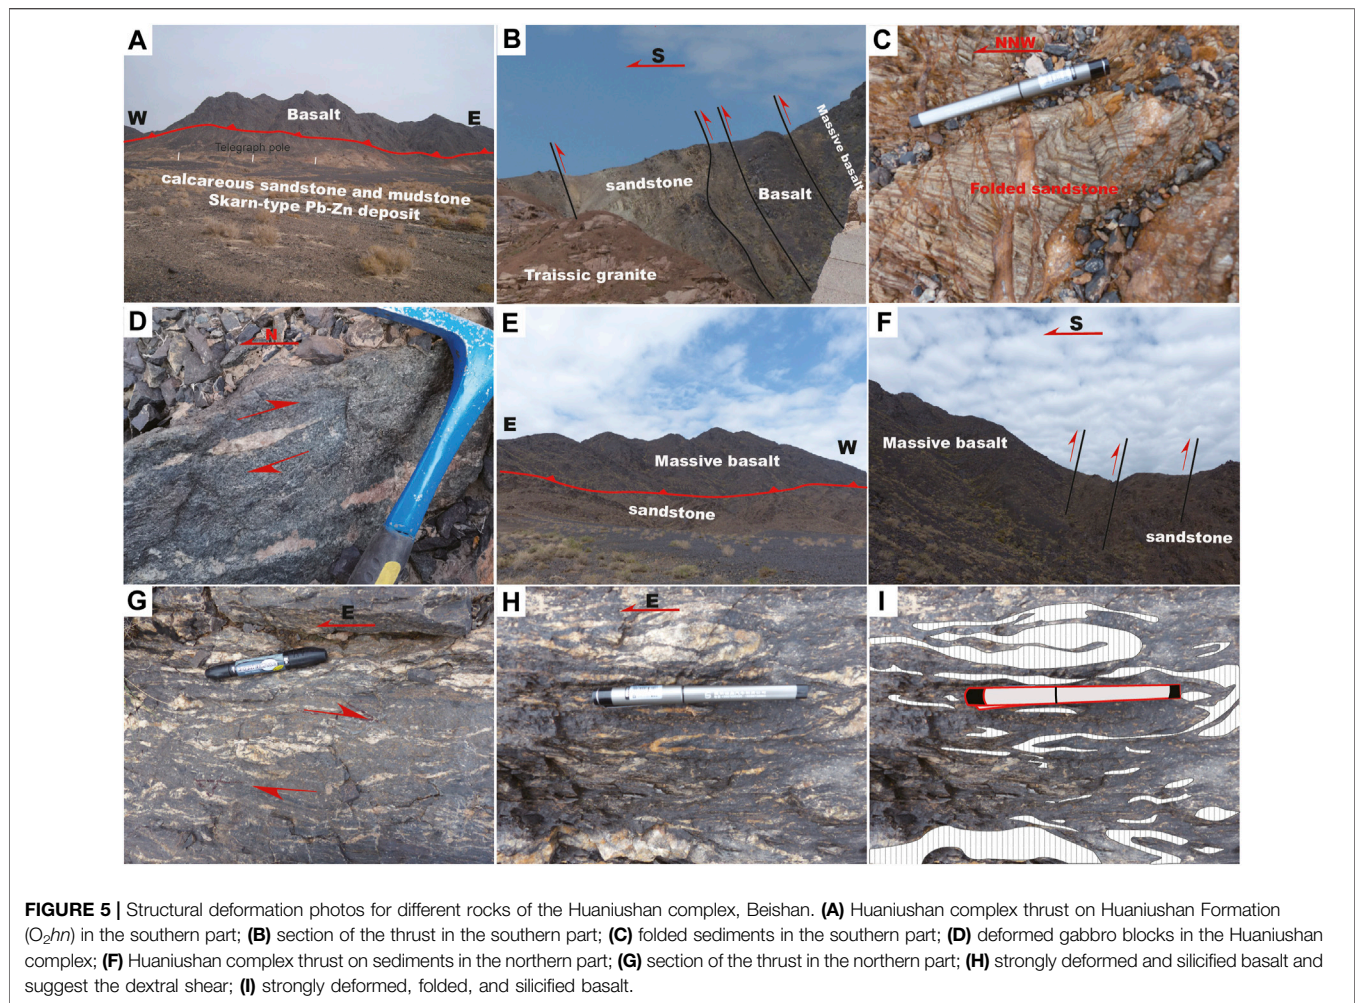 A
W
E
Basalt
Telegraph pole
calcareous sandstone and mudstone
Skarn-type Pb-Zn deposit
B
S
sandstone
Basalt
Massive basalt
Traissic granite
C
NNW
Folded sandstone
D
N
E
E
W
Massive basalt
sandstone
F
S
Massive basalt
sandstone
G
E
H
E
I
FIGURE 5 | Structural deformation photos for different rocks of the Huaniushan complex, Beishan. (A) Huaniushan complex thrust on Huaniushan Formation
(O₂hn) in the southern part; (B) section of the thrust in the southern part; (C) folded sediments in the southern part; (D) deformed gabbro blocks in the Huaniushan
complex; (F) Huaniushan complex thrust on sediments in the northern part; (G) section of the thrust in the northern part; (H) strongly deformed and silicified basalt and
suggest the dextral shear; (I) strongly deformed, folded, and silicified basalt.